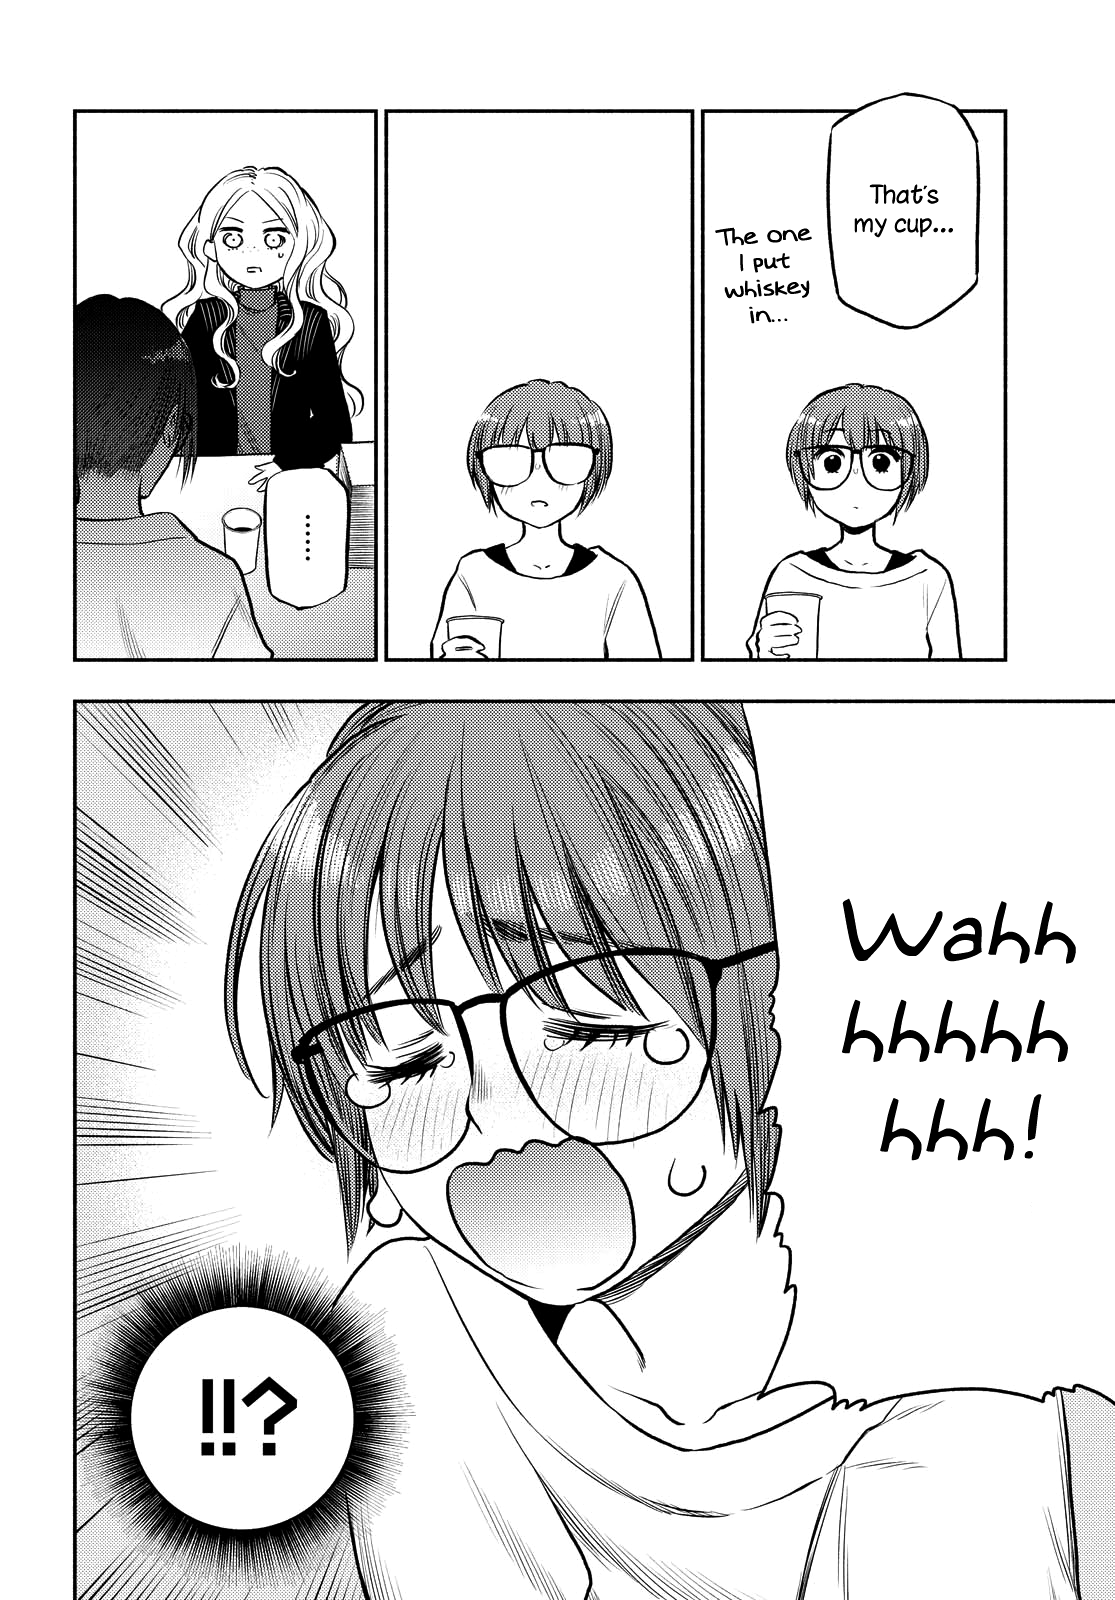 That's
my cup...
The one
I put
whiskey
in...
.......
Wahh
hhhhh
hhh!
!!?